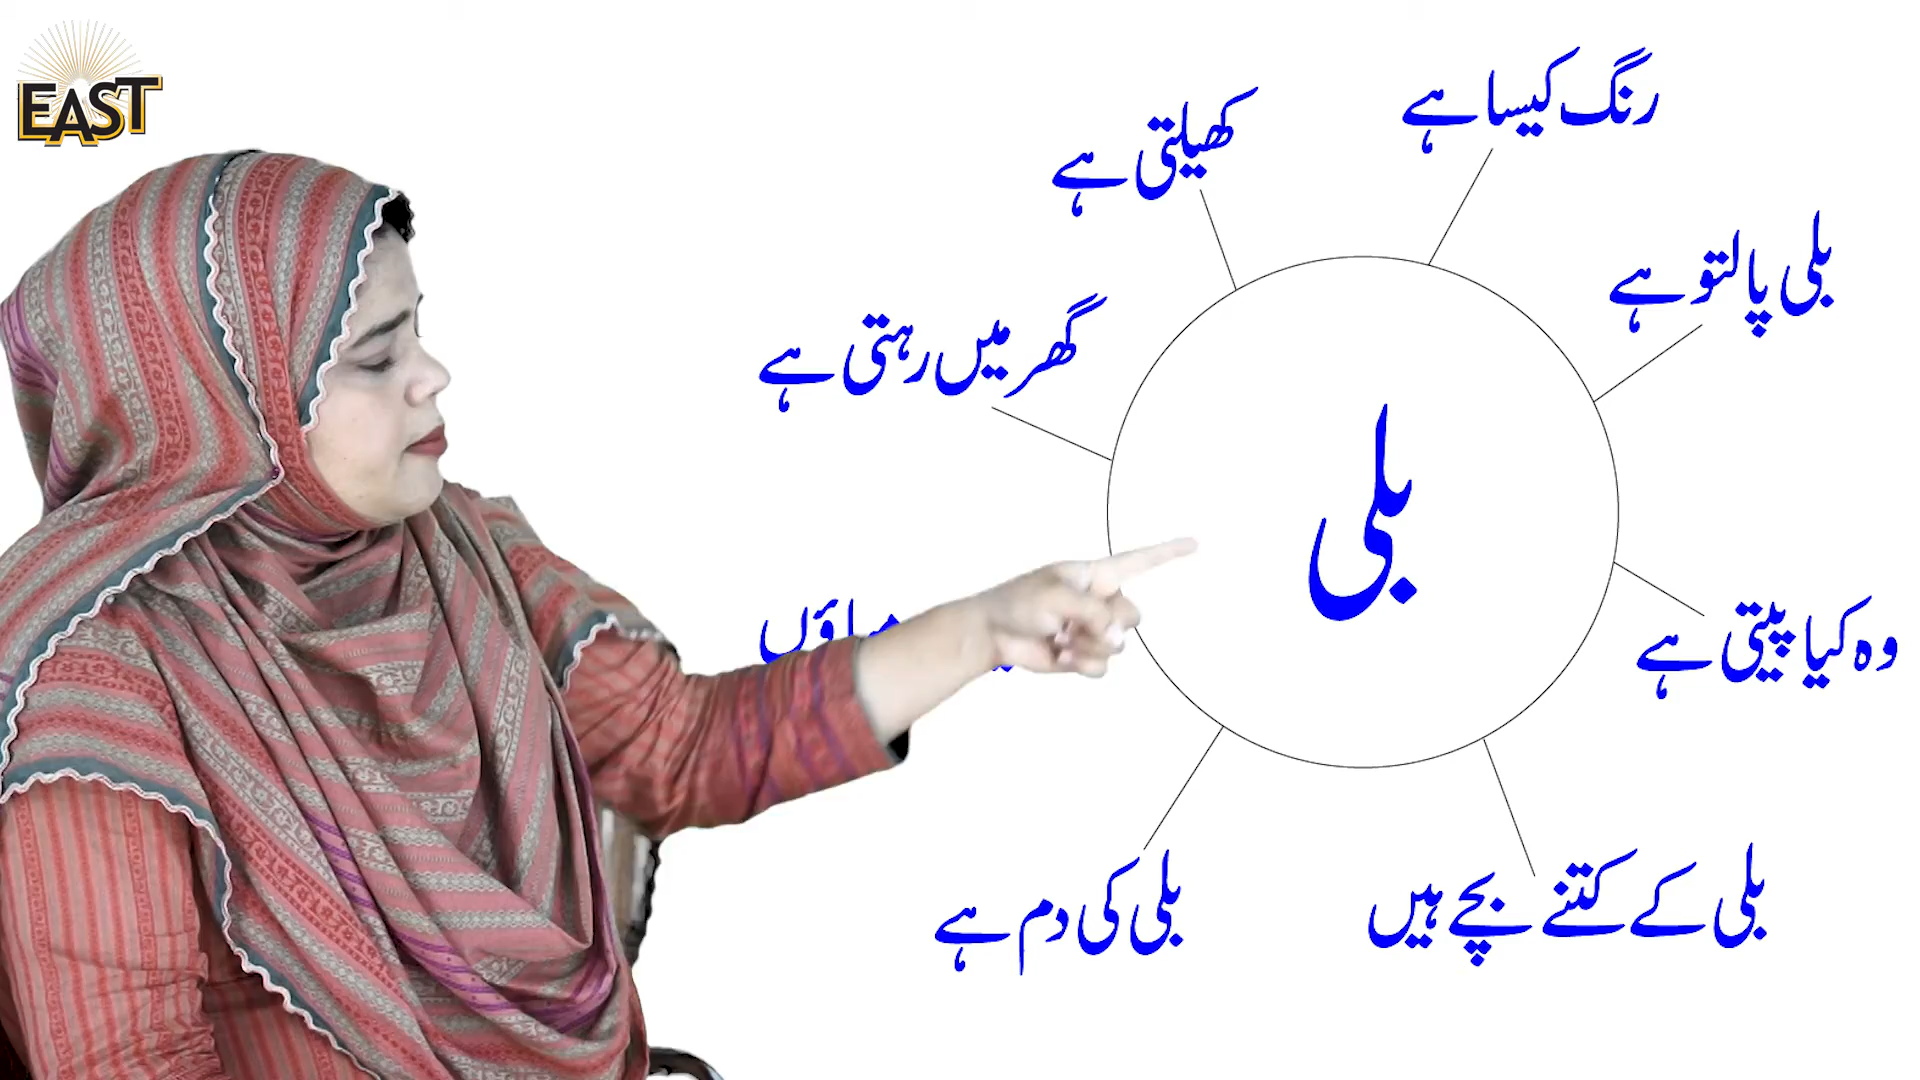 EAST
رنگ کیسا ہے
کھیلتی ہے
بلی پالتو ہے
گھر میں رہتی ہے
بلی
وہ کیا پیتی ہے
میاؤں
بلی کے کتنے بچے ہیں
بلی کی دم ہے